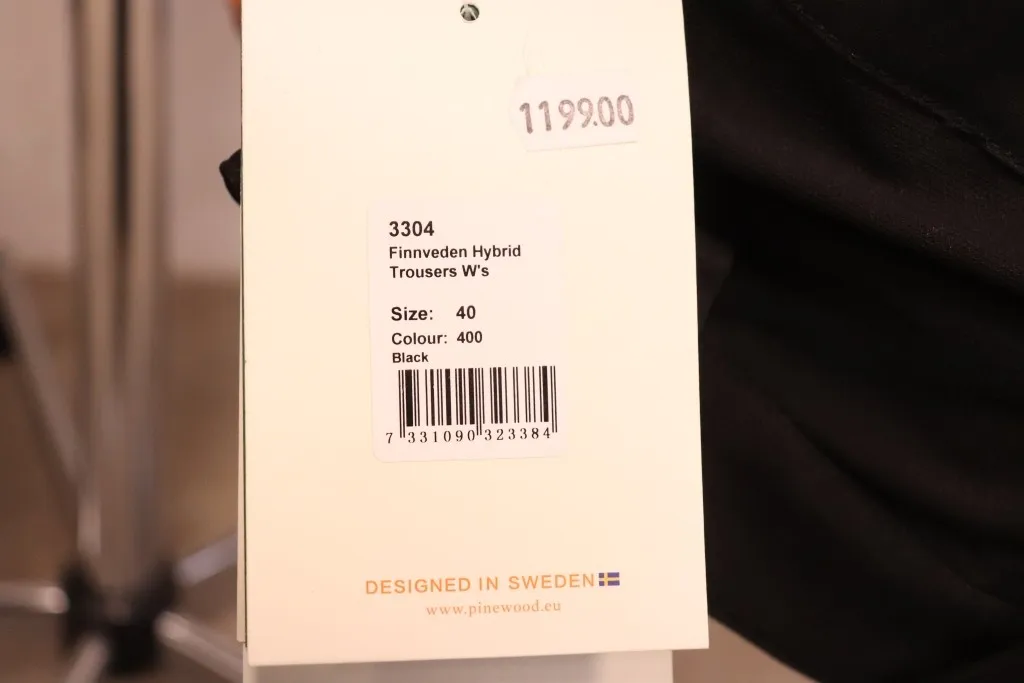 1199.00
3304
Finnveden Hybrid
Trousers W's
Size: 40
Colour: 400
Black
7 331090 323384
DESIGNED IN SWEDEN
www.pinewood.eu